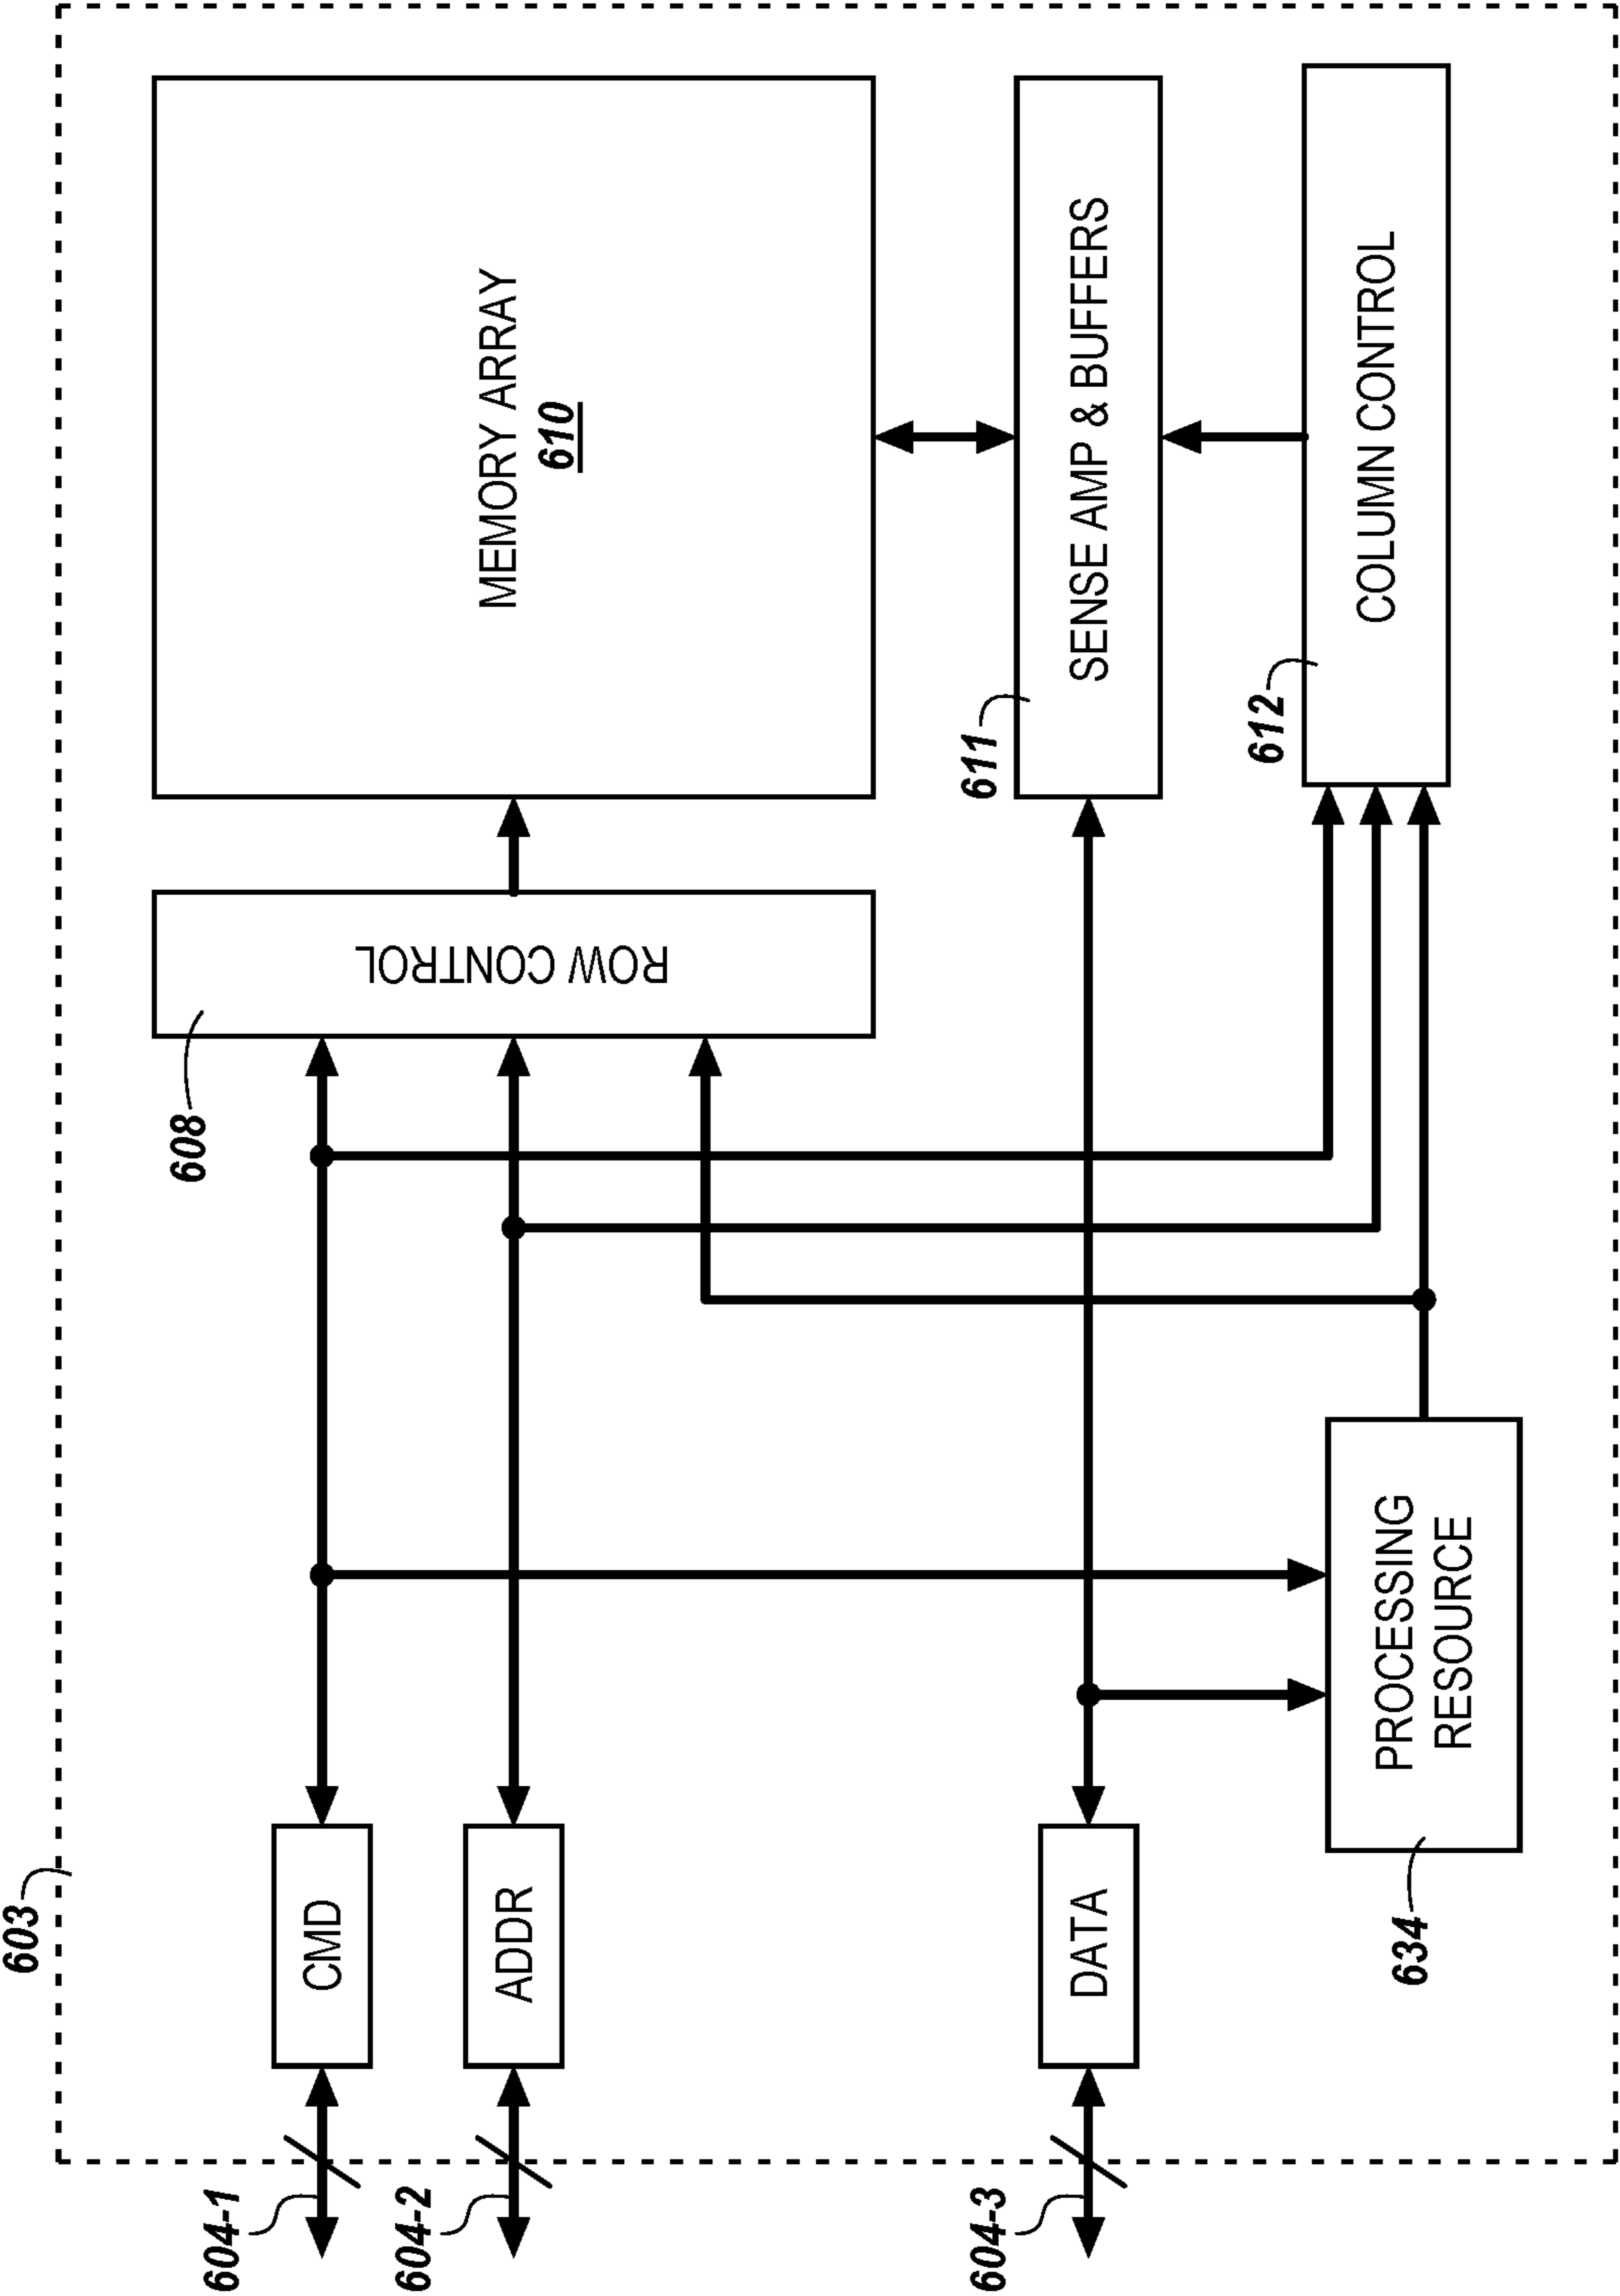 603
604-1
CMD
604-2
ADDR
604-3
DATA
634
PROCESSING
RESOURCE
608
ROW CONTROL
MEMORY ARRAY
610
611
SENSE AMP & BUFFERS
612
COLUMN CONTROL